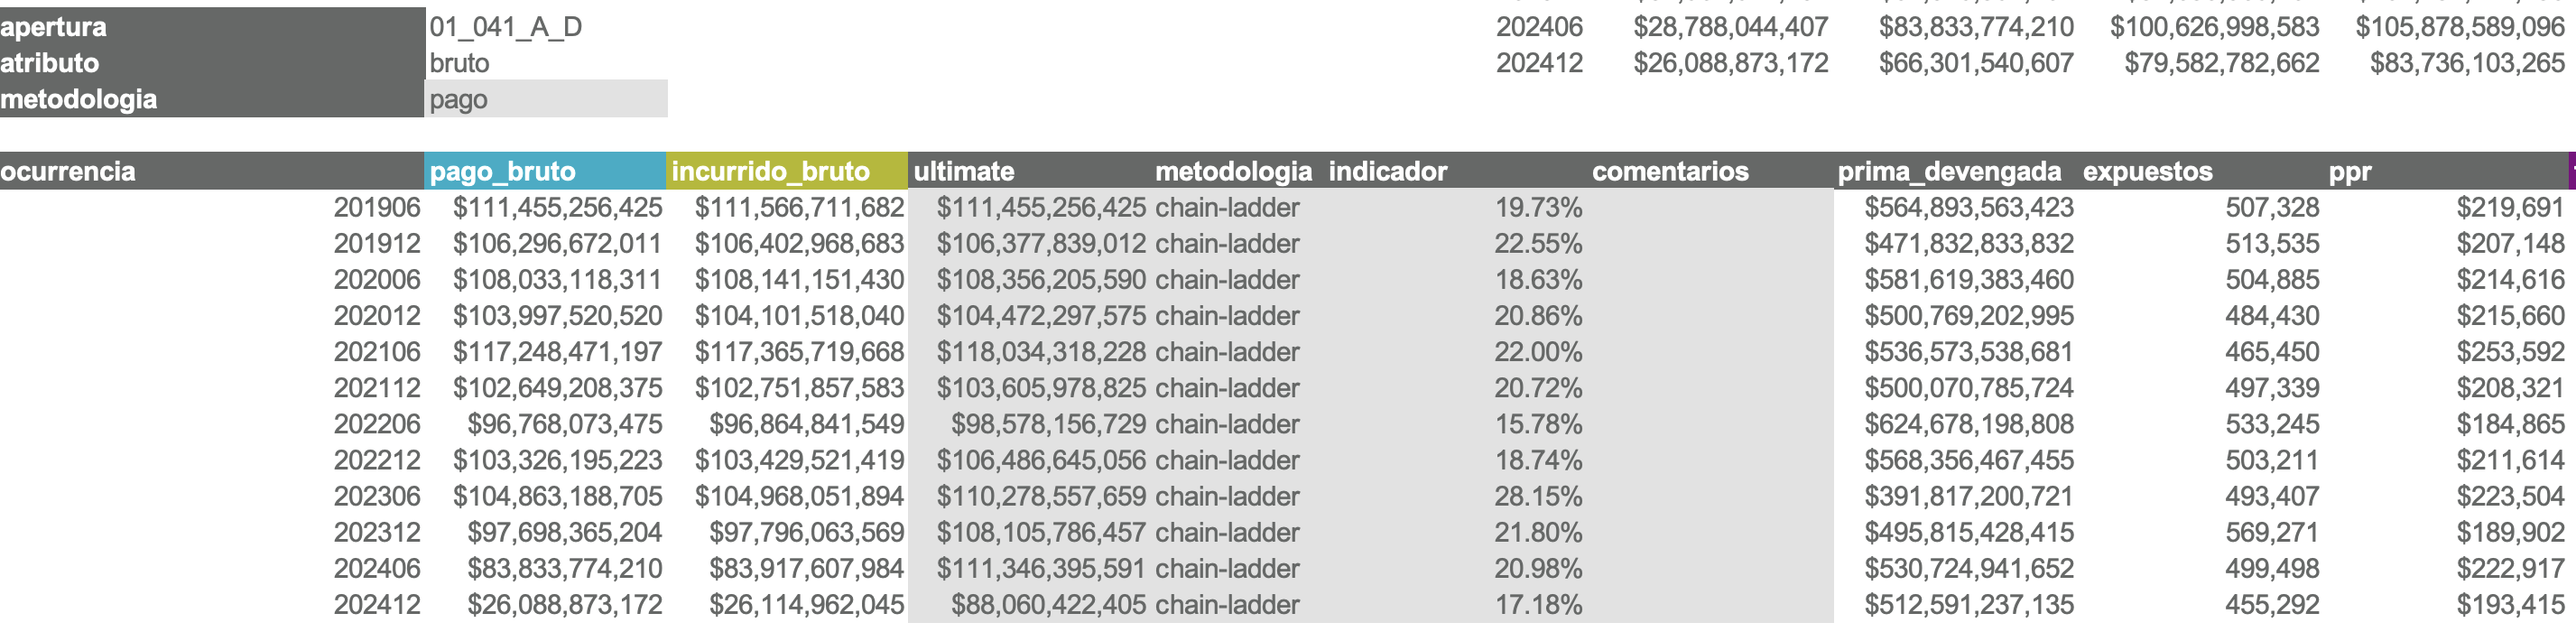 apertura 01_041_A_D 202406 $28,788,044,407 $83,833,774,210 $100,626,998,583 $105,878,589,096
atributo bruto 202412 $26,088,873,172 $66,301,540,607 $79,582,782,662 $83,736,103,265
metodologia pago
ocurrencia pago_bruto incurrido_bruto ultimate metodologia indicador comentarios prima_devengada expuestos ppr
201906 $111,455,256,425 $111,566,711,682 $111,455,256,425 chain-ladder 19.73% $564,893,563,423 507,328 $219,691
201912 $106,296,672,011 $106,402,968,683 $106,377,839,012 chain-ladder 22.55% $471,832,833,832 513,535 $207,148
202006 $108,033,118,311 $108,141,151,430 $108,356,205,590 chain-ladder 18.63% $581,619,383,460 504,885 $214,616
202012 $103,997,520,520 $104,101,518,040 $104,472,297,575 chain-ladder 20.86% $500,769,202,995 484,430 $215,660
202106 $117,248,471,197 $117,365,719,668 $118,034,318,228 chain-ladder 22.00% $536,573,538,681 465,450 $253,592
202112 $102,649,208,375 $102,751,857,583 $103,605,978,825 chain-ladder 20.72% $500,070,785,724 497,339 $208,321
202206 $96,768,073,475 $96,864,841,549 $98,578,156,729 chain-ladder 15.78% $624,678,198,808 533,245 $184,865
202212 $103,326,195,223 $103,429,521,419 $106,486,645,056 chain-ladder 18.74% $568,356,467,455 503,211 $211,614
202306 $104,863,188,705 $104,968,051,894 $110,278,557,659 chain-ladder 28.15% $391,817,200,721 493,407 $223,504
202312 $97,698,365,204 $97,796,063,569 $108,105,786,457 chain-ladder 21.80% $495,815,428,415 569,271 $189,902
202406 $83,833,774,210 $83,917,607,984 $111,346,395,591 chain-ladder 20.98% $530,724,941,652 499,498 $222,917
202412 $26,088,873,172 $26,114,962,045 $88,060,422,405 chain-ladder 17.18% $512,591,237,135 455,292 $193,415